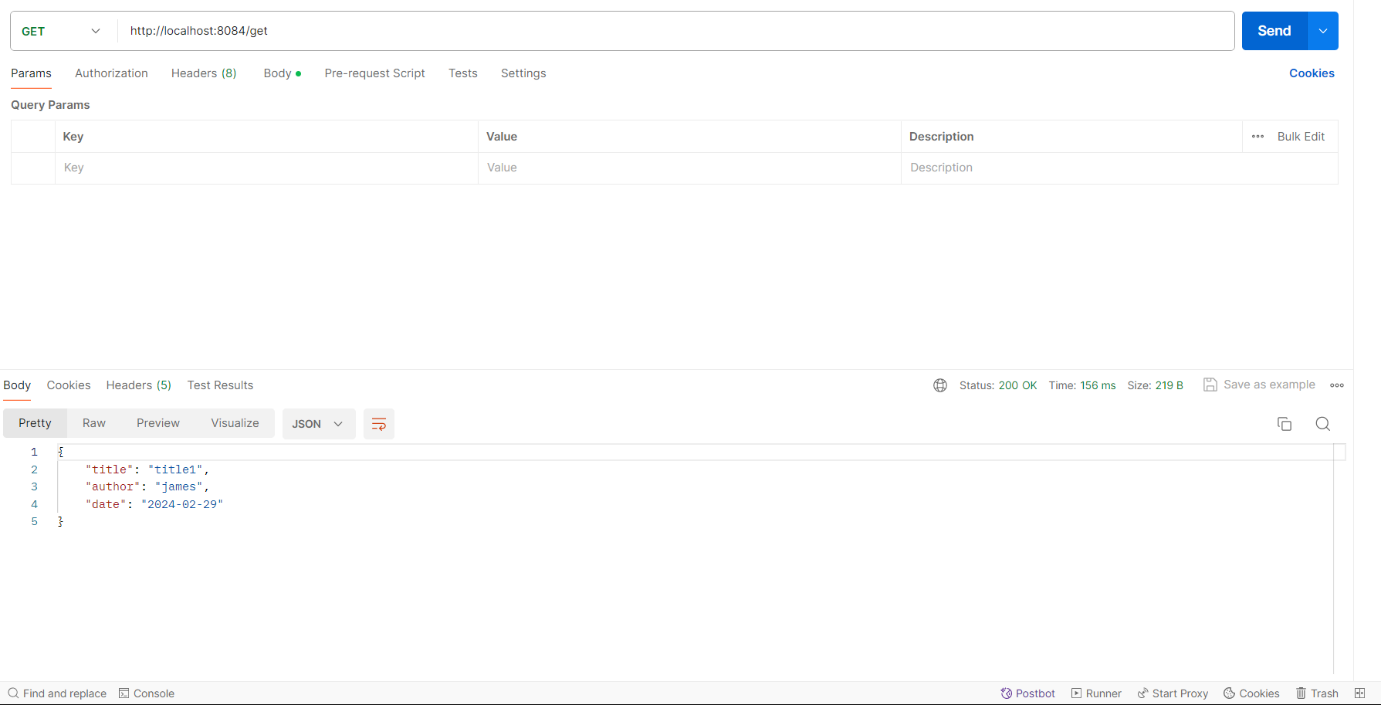 GET http://localhost:8084/get Send
Params Authorization Headers (8) Body Pre-request Script Tests Settings Cookies
Query Params
Key Value Description ••• Bulk Edit
Key Value Description
Body Cookies Headers (5) Test Results Status: 200 OK Time: 156 ms Size: 219 B Save as example
Pretty Raw Preview Visualize JSON
1 {
2 "title": "title1",
3 "author": "james",
4 "date": "2024-02-29"
5 }
Find and replace Console Postbot Runner Start Proxy Cookies Trash